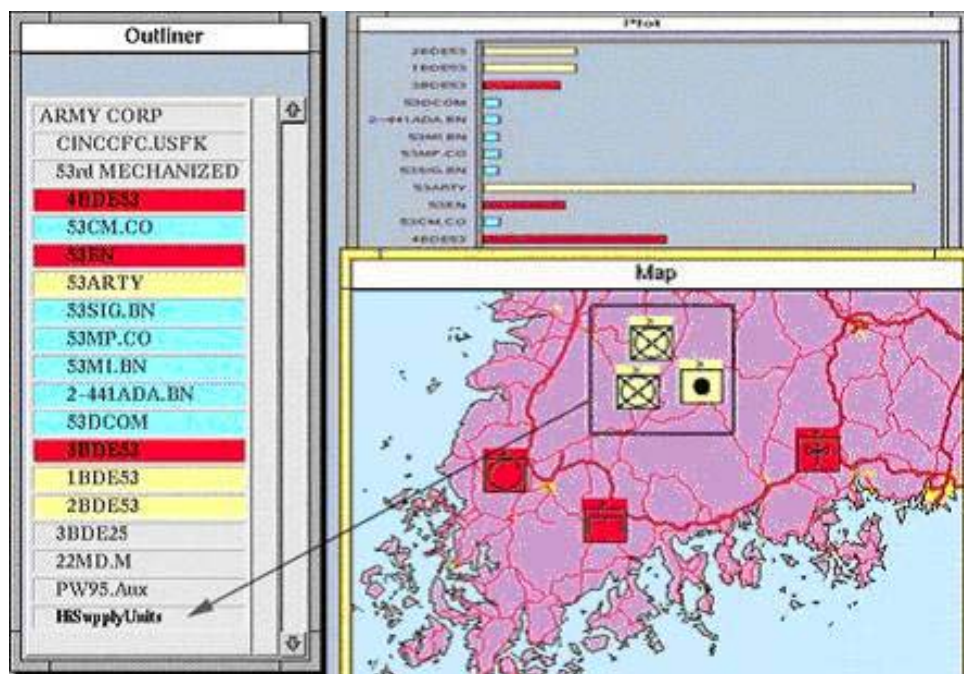 Outliner
ARMY CORP
CINCCFC.USFK
53rd MECHANIZED
4BDE53
53CM.CO
53EN
53ARTY
53SIG.BN
53MP.CO
53MI.BN
2-441ADA.BN
53DCOM
3BDE53
1BDE53
2BDE53
3BDE25
22MD.M
PW95.Aux
HiSupplyUnits
Plot
2BDE53
1BDE53
3BDE53
53DCOM
2-441ADA.BN
53MI.BN
53MP.CO
53SIG.BN
53ARTY
53EN
53CM.CO
4BDE53
Map